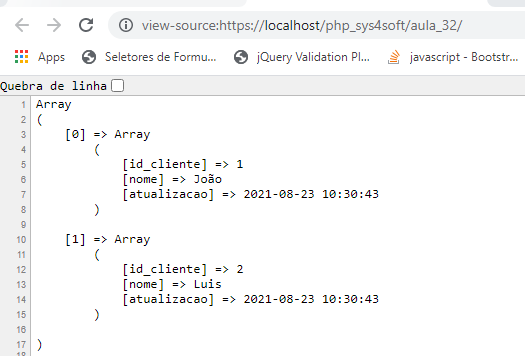 view-source:https://localhost/php_sys4soft/aula_32/
Apps Seletores de Formu... jQuery Validation Pl... javascript - Bootstr...
Quebra de linha
1 Array
2 (
3 [0] => Array
4 (
5 [id_cliente] => 1
6 [nome] => João
7 [atualizacao] => 2021-08-23 10:30:43
8 )
9
10 [1] => Array
11 (
12 [id_cliente] => 2
13 [nome] => Luis
14 [atualizacao] => 2021-08-23 10:30:43
15 )
16
17 )
18